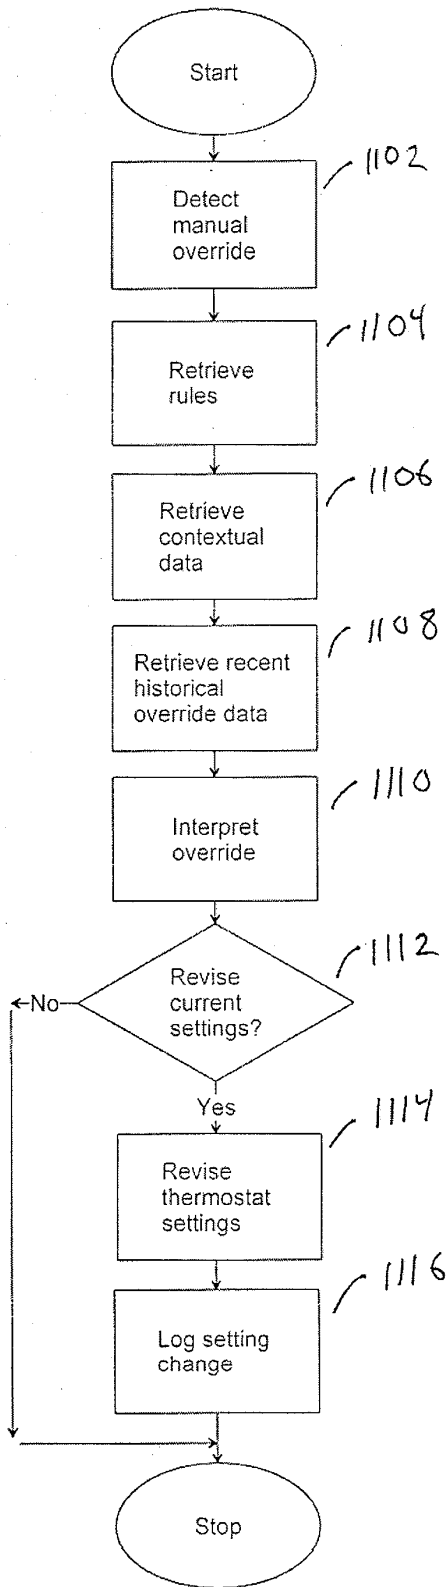 Start
1102
Detect
manual
override
1104
Retrieve
rules
1106
Retrieve
contextual
data
1108
Retrieve recent
historical
override data
1110
Interpret
override
1112
Revise
current
settings?
No
Yes
1114
Revise
thermostat
settings
1116
Log setting
change
Stop